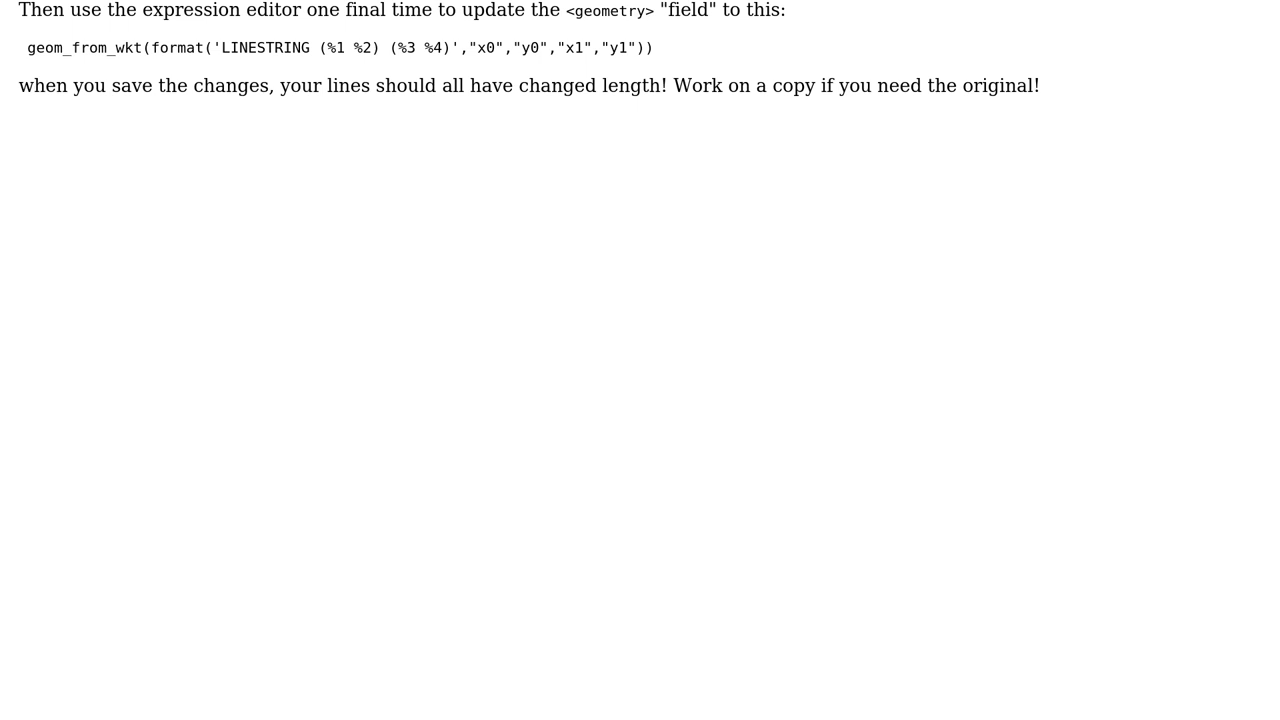 Then use the expression editor one final time to update the <geometry> "field" to this:
geom_from_wkt(format('LINESTRING (%1 %2) (%3 %4)',"x0","y0","x1","y1"))
when you save the changes, your lines should all have changed length! Work on a copy if you need the original!